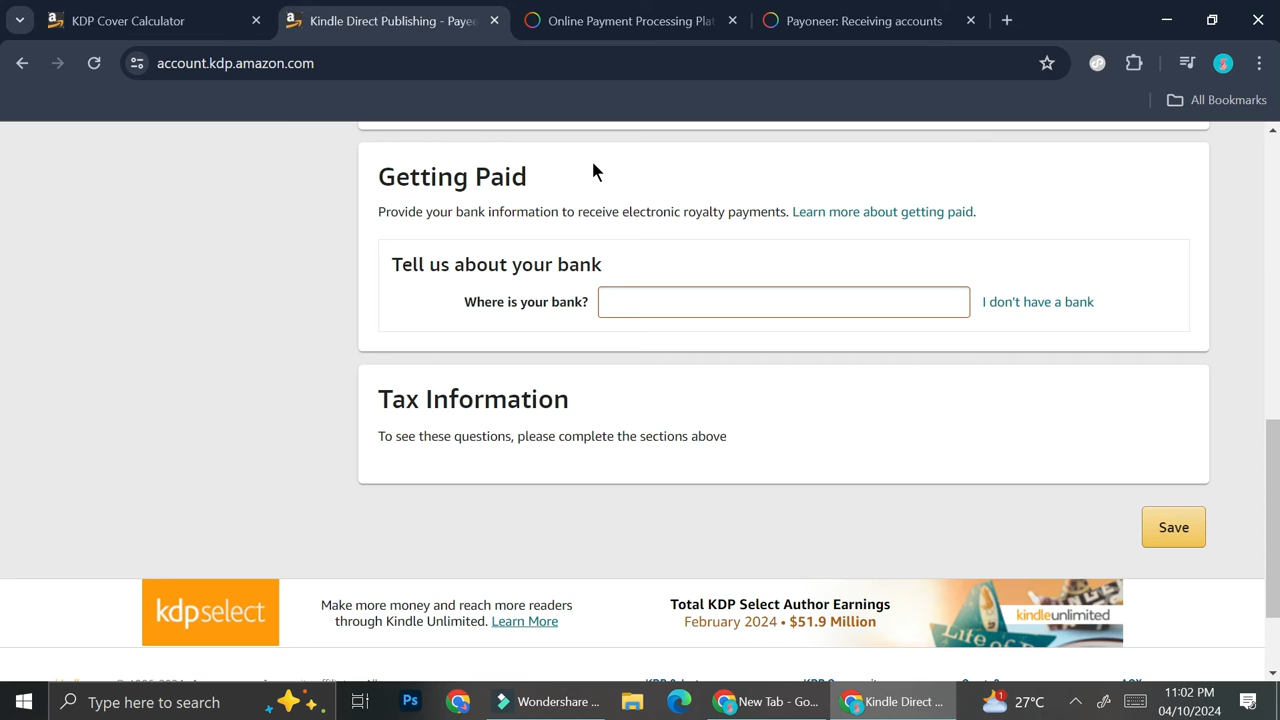 KDP Cover Calculator
Kindle Direct Publishing - Payee
Online Payment Processing Plat
Payoneer: Receiving accounts
account.kdp.amazon.com
All Bookmarks
Getting Paid
Provide your bank information to receive electronic royalty payments. Learn more about getting paid.
Tell us about your bank
Where is your bank?
I don't have a bank
Tax Information
To see these questions, please complete the sections above
Save
kdpselect
Make more money and reach more readers
through Kindle Unlimited. Learn More
Total KDP Select Author Earnings
February 2024 • $51.9 Million
kindleunlimited
Life of
Type here to search
Ps
Wondershare ...
New Tab - Go...
Kindle Direct ...
1
27°C
11:02 PM
04/10/2024